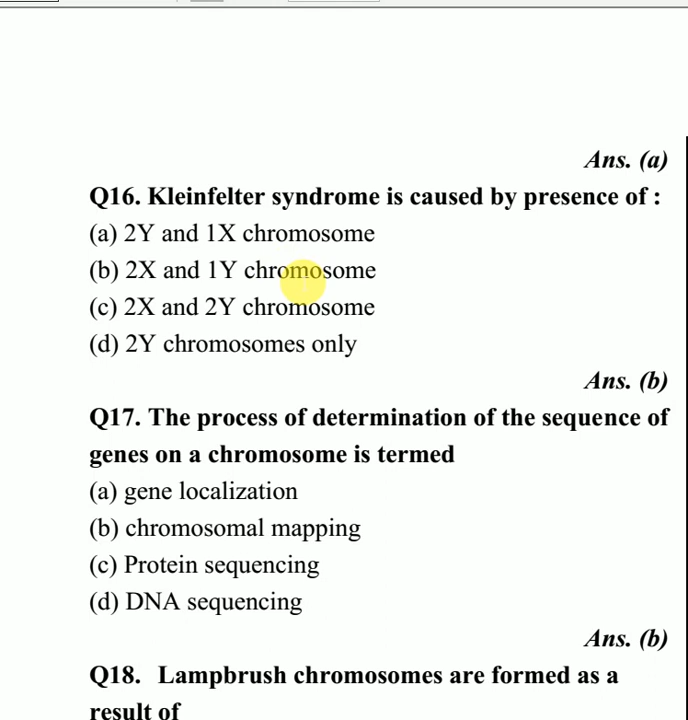 Ans. (a)
Q16. Kleinfelter syndrome is caused by presence of :
(a) 2Y and 1X chromosome
(b) 2X and 1Y chromosome
(c) 2X and 2Y chromosome
(d) 2Y chromosomes only
Ans. (b)
Q17. The process of determination of the sequence of
genes on a chromosome is termed
(a) gene localization
(b) chromosomal mapping
(c) Protein sequencing
(d) DNA sequencing
Ans. (b)
Q18. Lampbrush chromosomes are formed as a
result of